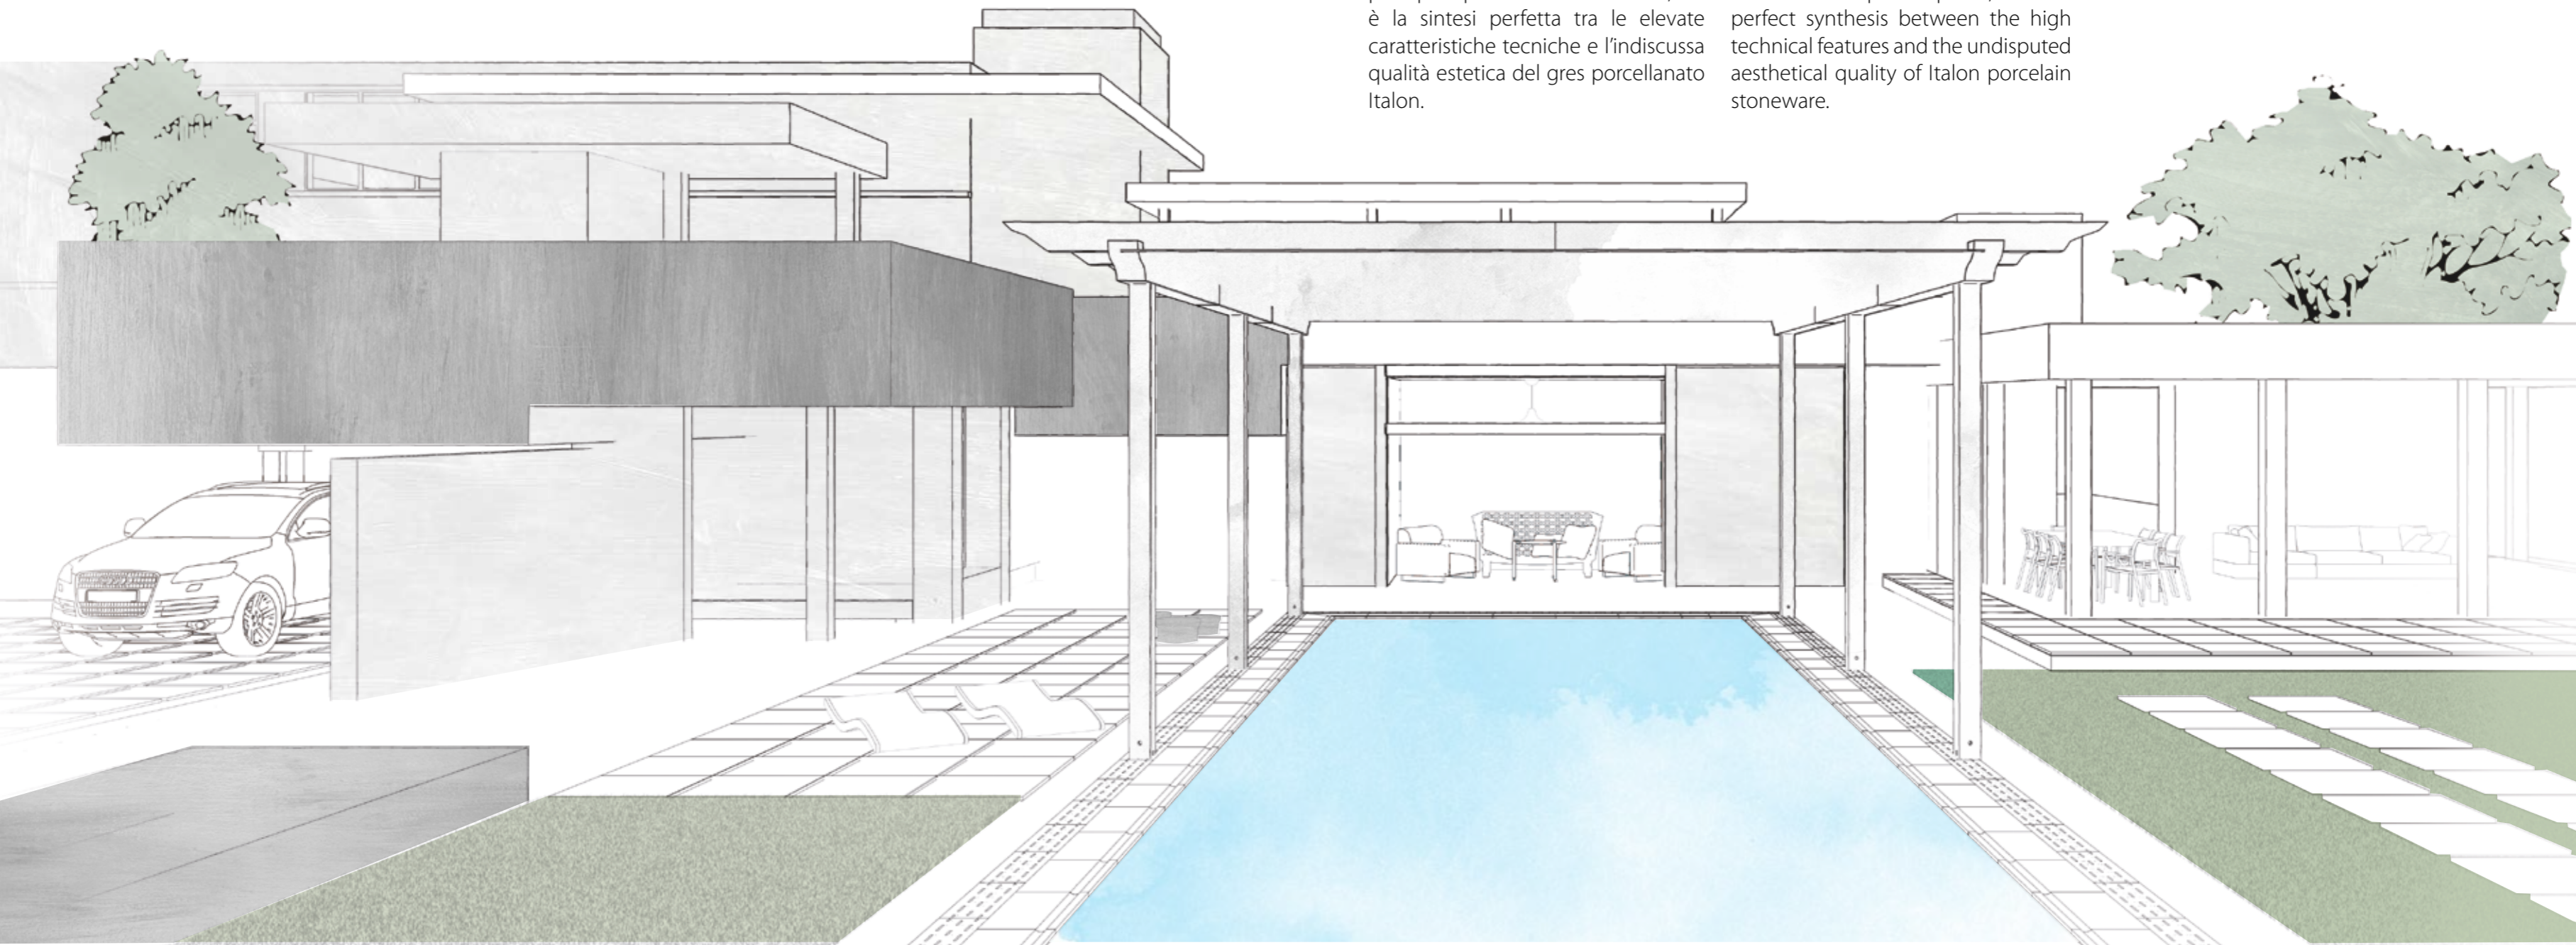 è la sintesi perfetta tra le elevate
caratteristiche tecniche e l'indiscussa
qualità estetica del gres porcellanato
Italon.
perfect synthesis between the high
technical features and the undisputed
aesthetical quality of Italon porcelain
stoneware.